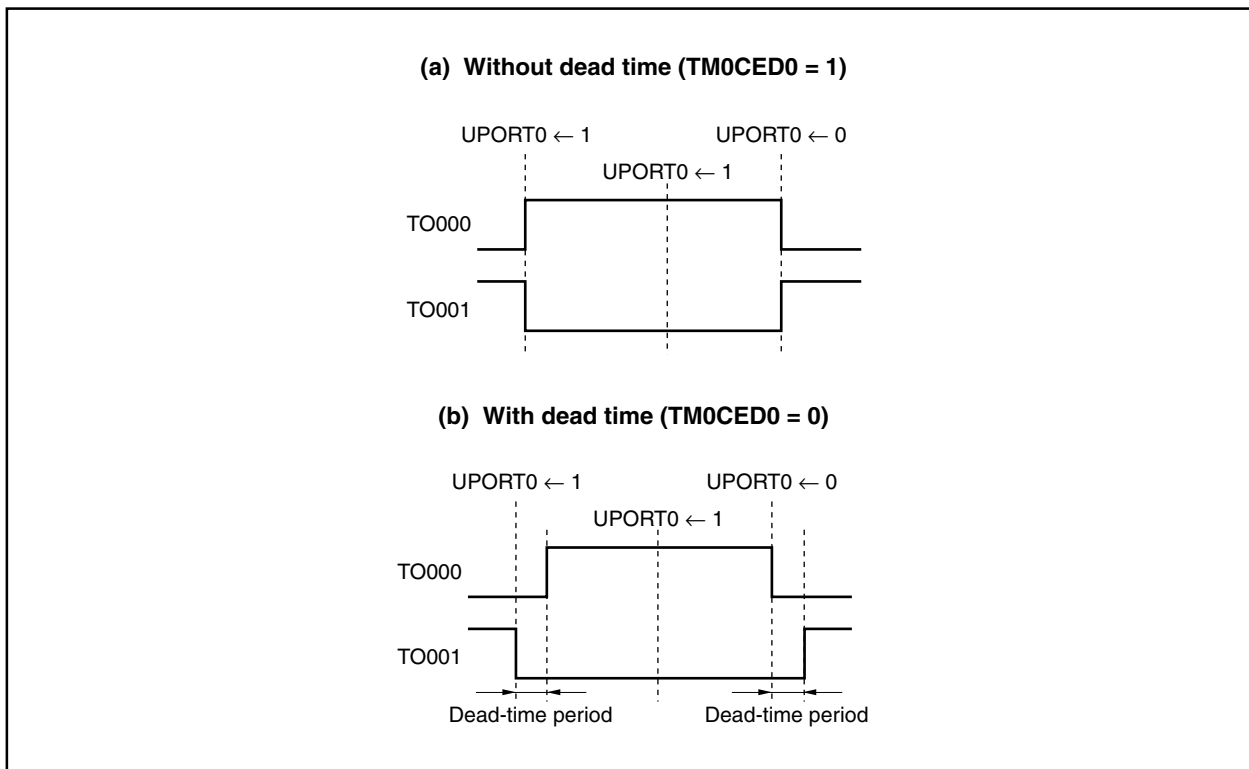 (a) Without dead time (TM0CED0 = 1)
UPORT0 ← 1
UPORT0 ← 0
UPORT0 ← 1
TO000
TO001
(b) With dead time (TM0CED0 = 0)
UPORT0 ← 1
UPORT0 ← 0
UPORT0 ← 1
TO000
TO001
Dead-time period
Dead-time period